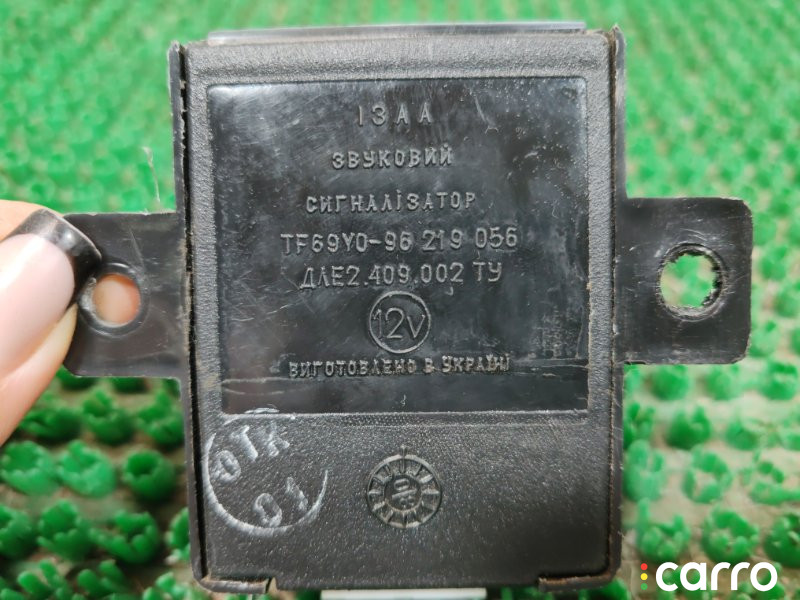 ІЗАА
ЗВУКОВИЙ
СИГНАЛІЗАТОР
TF69Y0-96 219 056
ДЛЕ2.409.002 ТУ
12V
ВИГОТОВЛЕНО В УКРАЇНІ
ОТК
01
carro